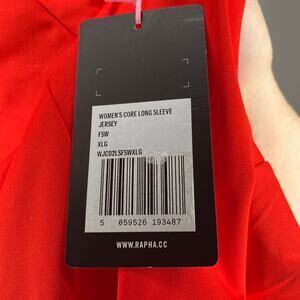 WOMEN'S CORE LONG SLEEVE
JERSEY
FSW
XLG
WJC02LSFSWXLG
5 059526 193487
WWW.RAPHA.CC